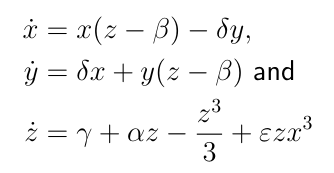 ẋ = x(z − β) − δy,
ẏ = δx + y(z − β) and
ż = γ + αz − z³/3 + εzx³